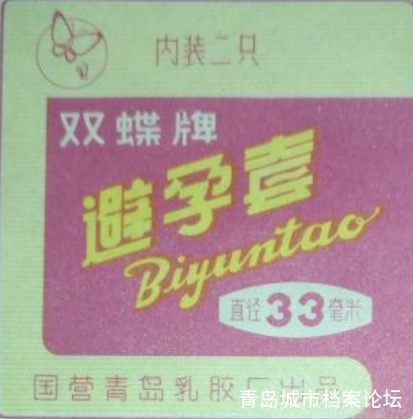 内装二只
双蝶牌
避孕套
Biyuntao
直径33毫米
国营青岛乳胶厂出品
青岛城市档案论坛